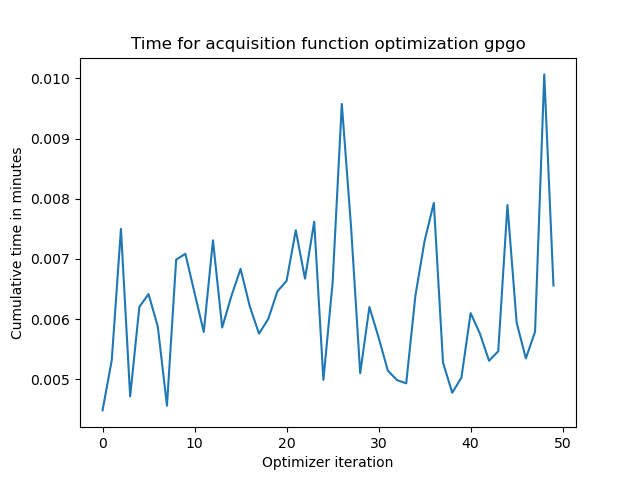 Time for acquisition function optimization gpgo
Cumulative time in minutes
0.010
0.009
0.008
0.007
0.006
0.005
0 10 20 30 40 50
Optimizer iteration